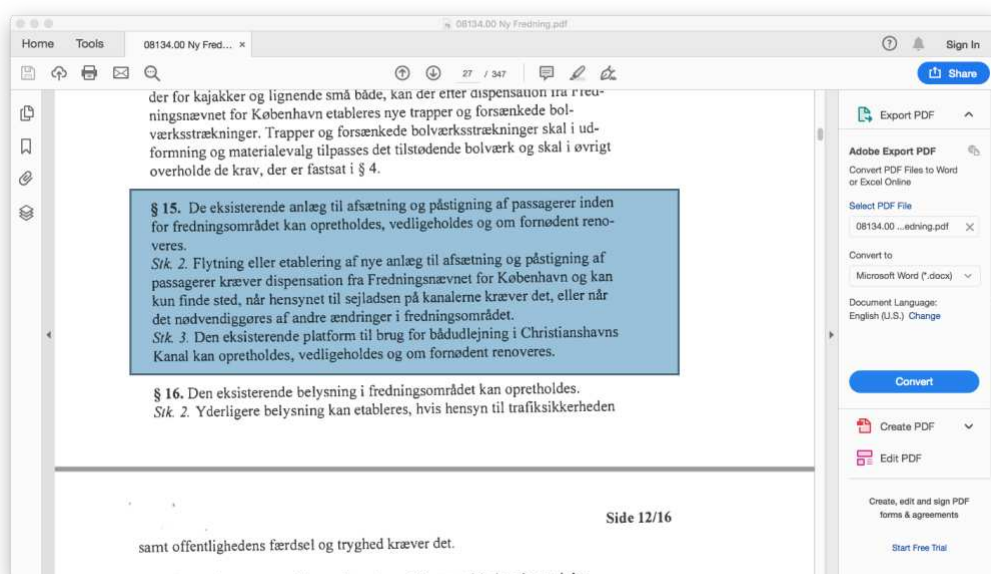 08134.00 Ny Fredning.pdf
Home Tools 08134.00 Ny Fred... × Sign In
27 / 347 Share
der for kajakker og lignende små både, kan der efter dispensation fra Fred-
ningsnævnet for København etableres nye trapper og forsænkede bol-
værksstrækninger. Trapper og forsænkede bolværksstrækninger skal i ud-
formning og materialevalg tilpasses det tilstødende bolværk og skal i øvrigt
overholde de krav, der er fastsat i § 4.
§ 15. De eksisterende anlæg til afsætning og påstigning af passagerer inden
for fredningsområdet kan opretholdes, vedligeholdes og om fornødent reno-
veres.
Stk. 2. Flytning eller etablering af nye anlæg til afsætning og påstigning af
passagerer kræver dispensation fra Fredningsnævnet for København og kan
kun finde sted, når hensynet til sejladsen på kanalerne kræver det, eller når
det nødvendiggøres af andre ændringer i fredningsområdet.
Stk. 3. Den eksisterende platform til brug for bådudlejning i Christianshavns
Kanal kan opretholdes, vedligeholdes og om fornødent renoveres.
§ 16. Den eksisterende belysning i fredningsområdet kan opretholdes.
Stk. 2. Yderligere belysning kan etableres, hvis hensyn til trafiksikkerheden
Side 12/16
samt offentlighedens færdsel og tryghed kræver det.
Export PDF
Adobe Export PDF
Convert PDF Files to Word
or Excel Online
Select PDF File
08134.00 ...edning.pdf ×
Convert to
Microsoft Word (*.docx)
Document Language:
English (U.S.) Change
Convert
Create PDF
Edit PDF
Create, edit and sign PDF
forms & agreements
Start Free Trial